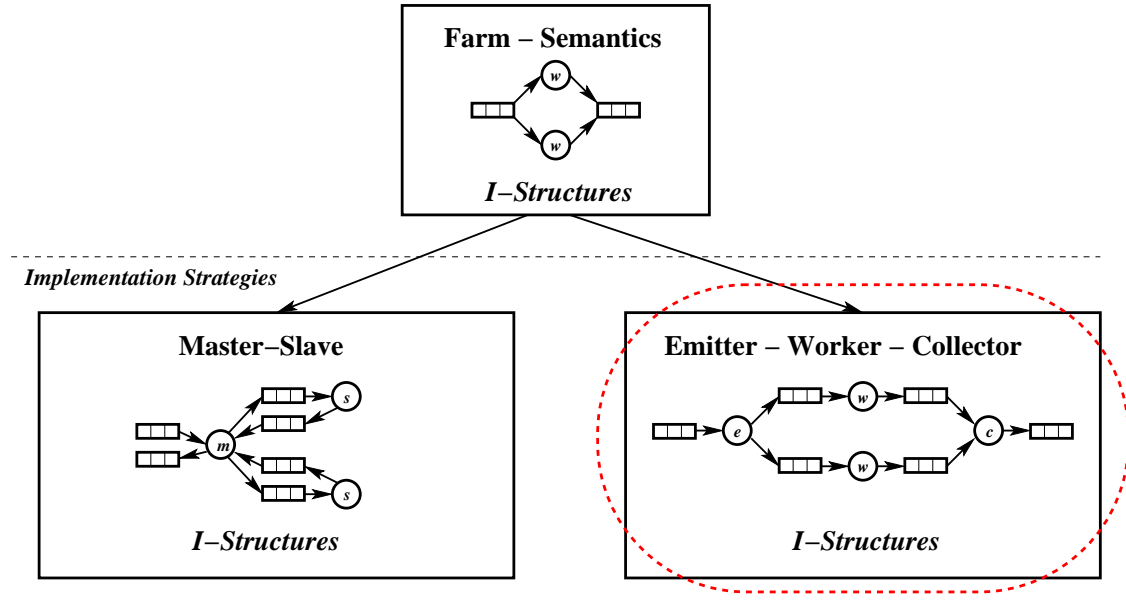 Farm – Semantics
w
w
I–Structures
Implementation Strategies
Master–Slave
s
m
s
I–Structures
Emitter – Worker – Collector
w
e
c
w
I–Structures